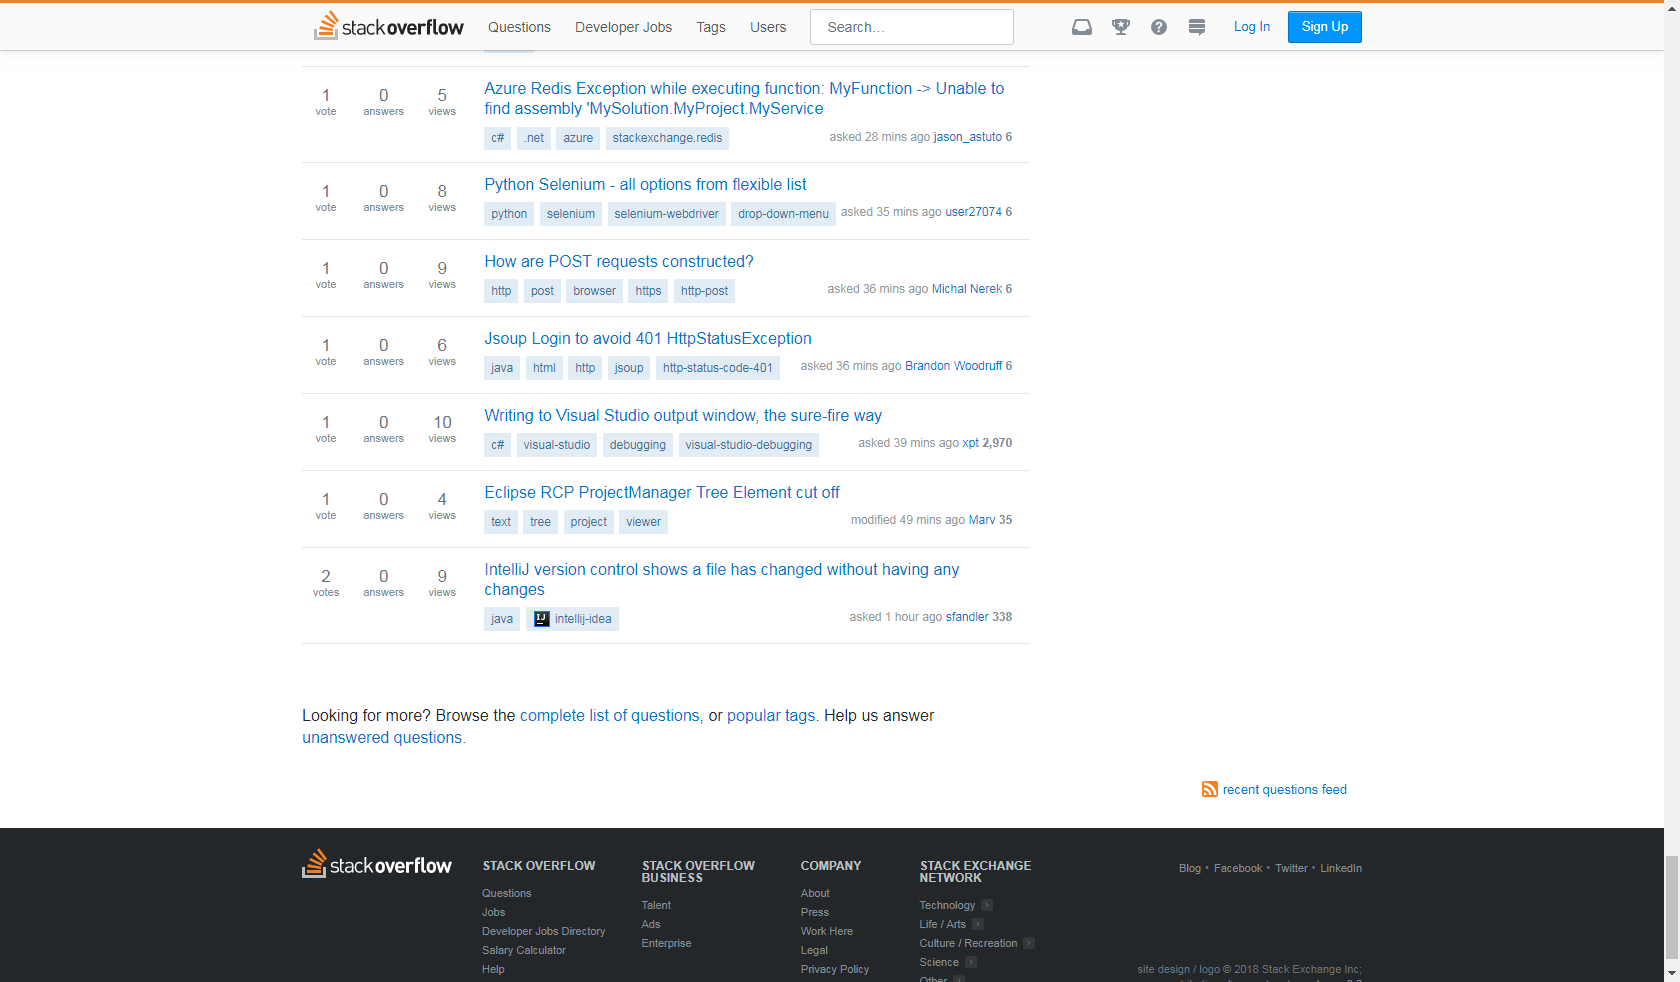 stackoverflow Questions Developer Jobs Tags Users Search... Log In Sign Up
1 0 5 Azure Redis Exception while executing function: MyFunction -> Unable to
vote answers views find assembly 'MySolution.MyProject.MyService
c# .net azure stackexchange.redis asked 28 mins ago jason_astuto 6
1 0 8 Python Selenium - all options from flexible list
vote answers views python selenium selenium-webdriver drop-down-menu asked 35 mins ago user27074 6
1 0 9 How are POST requests constructed?
vote answers views http post browser https http-post asked 36 mins ago Michal Nerek 6
1 0 6 Jsoup Login to avoid 401 HttpStatusException
vote answers views java html http jsoup http-status-code-401 asked 36 mins ago Brandon Woodruff 6
1 0 10 Writing to Visual Studio output window, the sure-fire way
vote answers views c# visual-studio debugging visual-studio-debugging asked 39 mins ago xpt 2,970
1 0 4 Eclipse RCP ProjectManager Tree Element cut off
vote answers views text tree project viewer modified 49 mins ago Marv 35
2 0 9 IntelliJ version control shows a file has changed without having any
votes answers views changes
java IJ intellij-idea asked 1 hour ago sfandler 338
Looking for more? Browse the complete list of questions, or popular tags. Help us answer
unanswered questions.
recent questions feed
stackoverflow
STACK OVERFLOW
Questions
Jobs
Developer Jobs Directory
Salary Calculator
Help
STACK OVERFLOW
BUSINESS
Talent
Ads
Enterprise
COMPANY
About
Press
Work Here
Legal
Privacy Policy
STACK EXCHANGE
NETWORK
Technology
Life / Arts
Culture / Recreation
Science
Other
Blog • Facebook • Twitter • LinkedIn
site design / logo © 2018 Stack Exchange Inc;